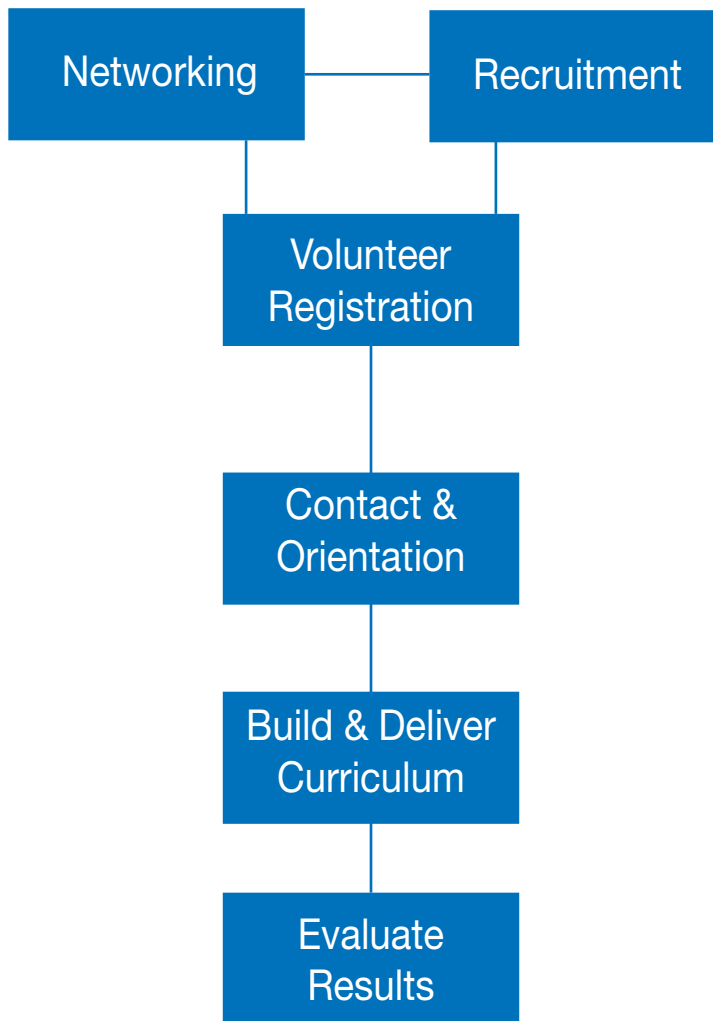 Networking
Recruitment
Volunteer
Registration
Contact &
Orientation
Build & Deliver
Curriculum
Evaluate
Results